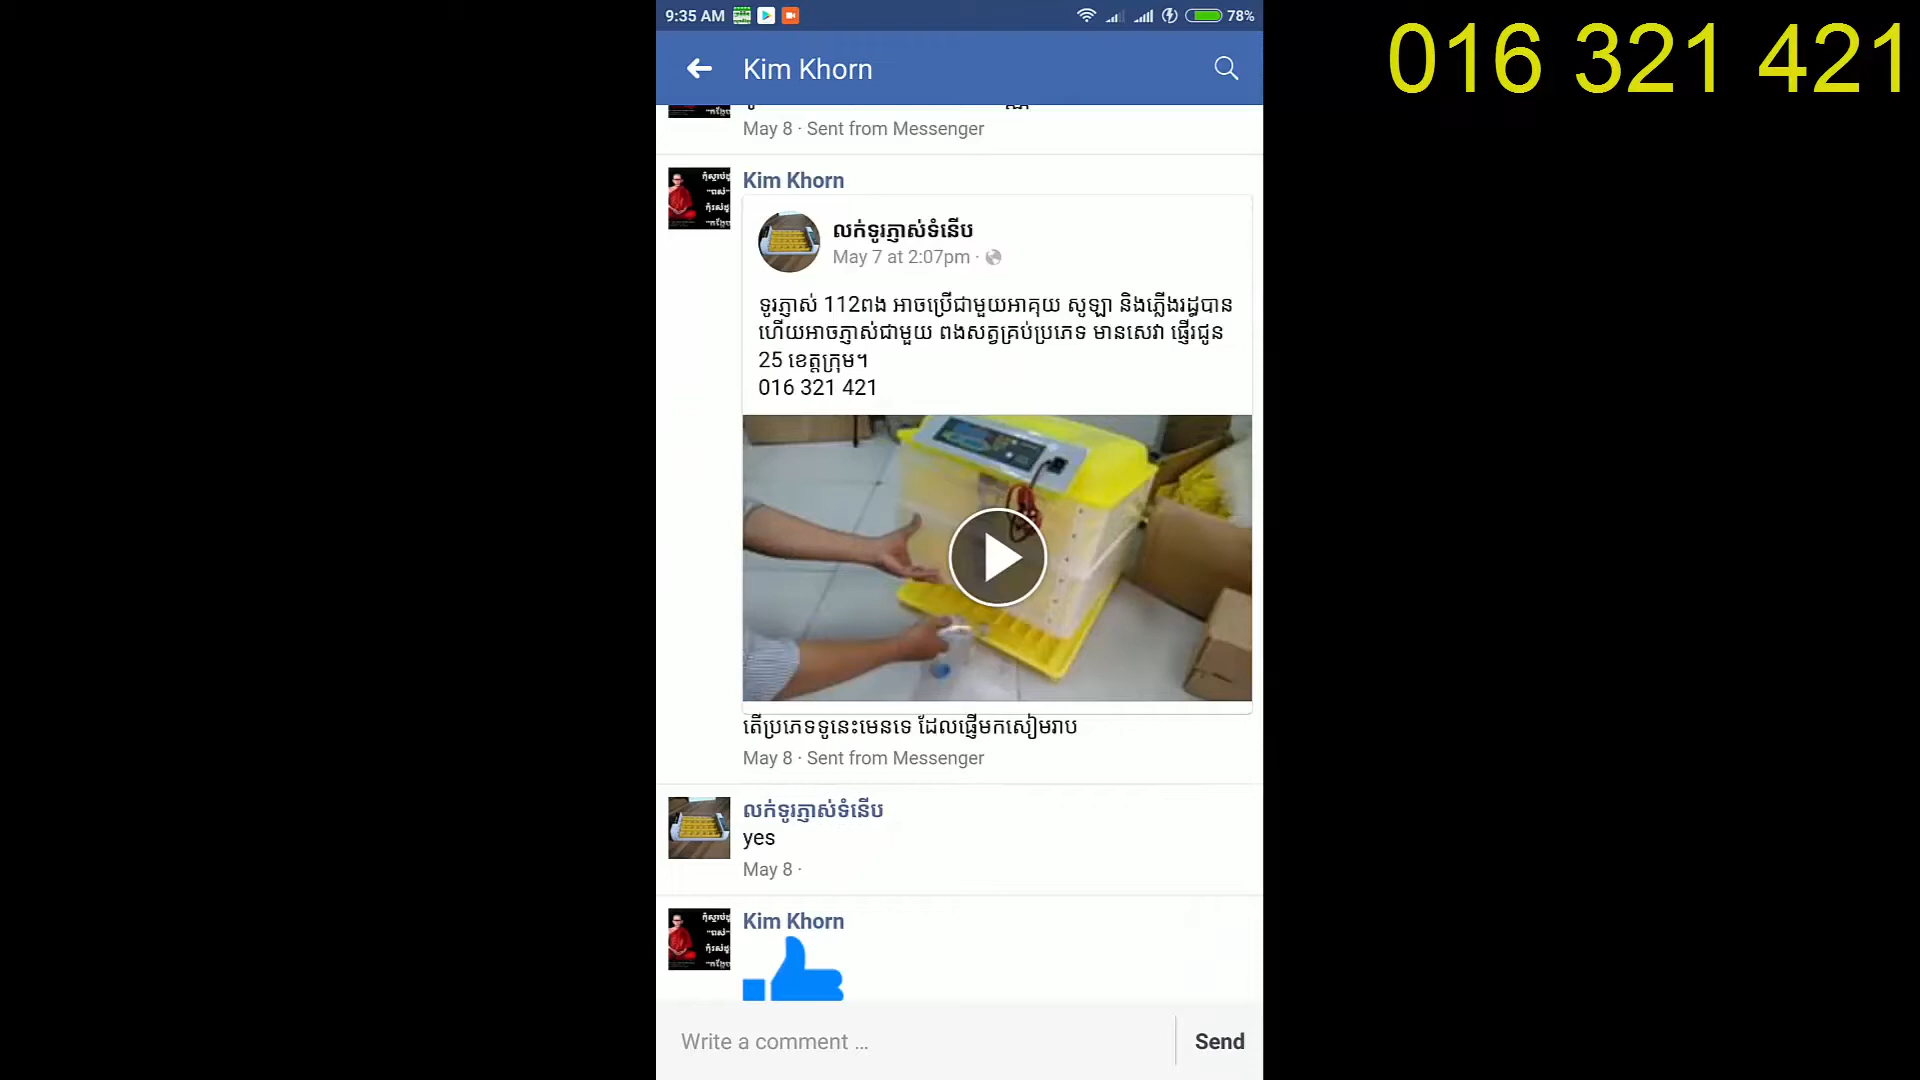 9:35 AM
78%
016 321 421
Kim Khorn
May 8 · Sent from Messenger
Kim Khorn
លក់ទូរភ្ញាស់ទំនើប
May 7 at 2:07pm ·
ទូរភ្ញាស់ 112ពង អាចប្រើជាមួយអាគុយ សូឡា និងភ្លើងរដ្ឋបាន
ហើយអាចភ្ញាស់ជាមួយ ពងសត្វគ្រប់ប្រភេទ មានសេវា ផ្ញើរជូន
25 ខេត្តក្រុម។
016 321 421
តើប្រភេទទូនេះមេនទេ ដែលផ្ញើមកសៀមរាប
May 8 · Sent from Messenger
លក់ទូរភ្ញាស់ទំនើប
yes
May 8 ·
Kim Khorn
Write a comment ...
Send